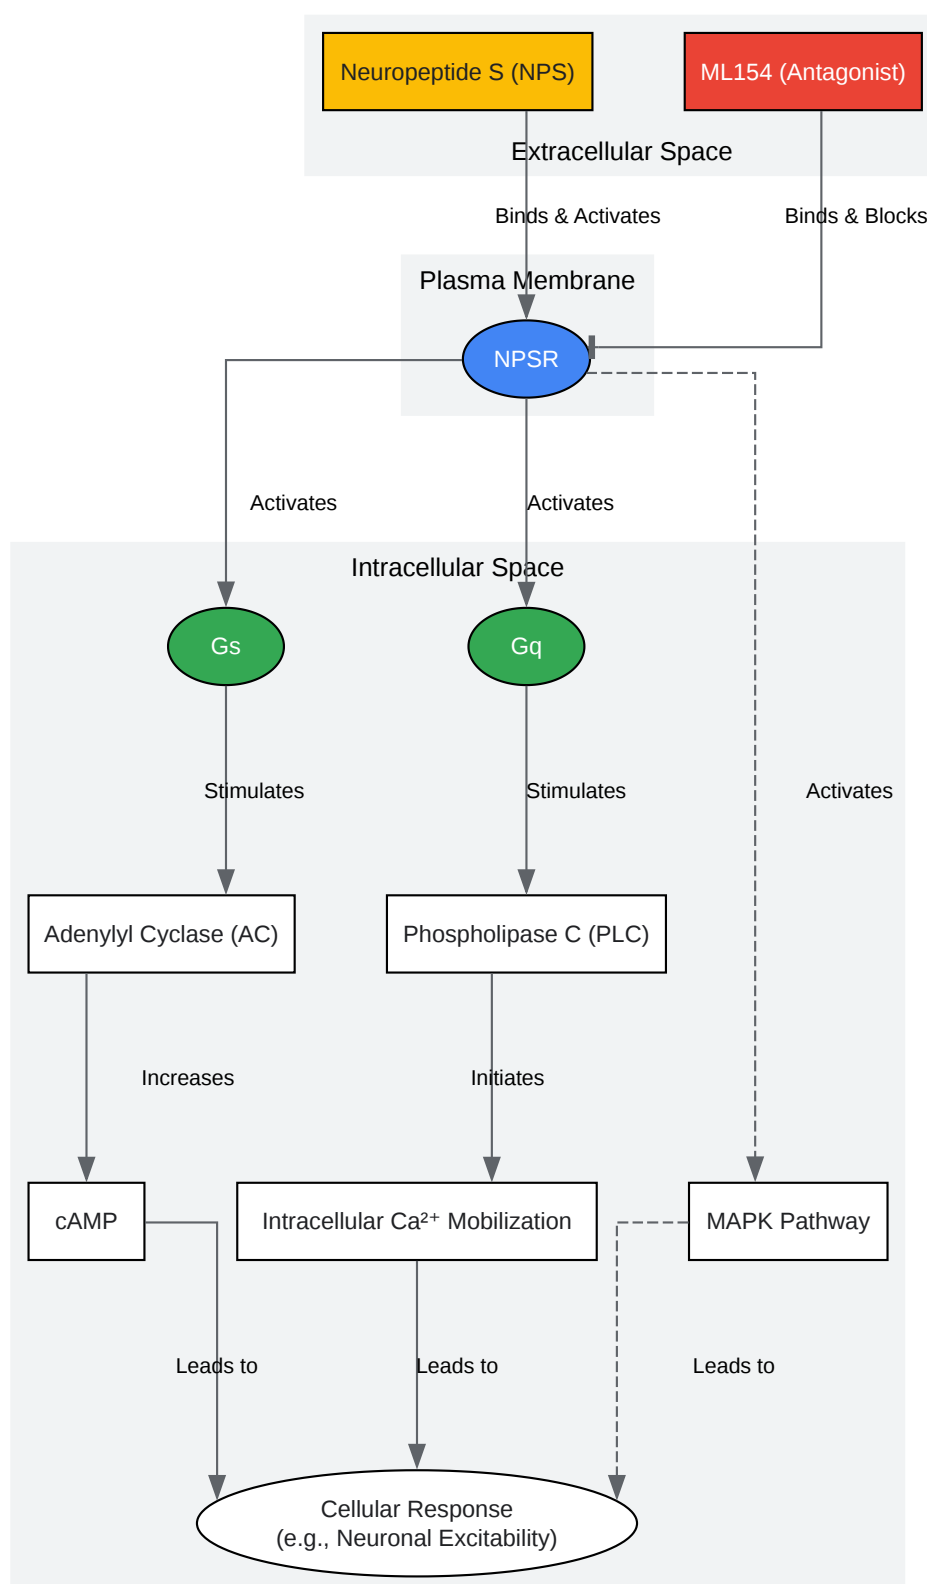 Neuropeptide S (NPS)
ML154 (Antagonist)
Extracellular Space
Binds & Activates
Binds & Blocks
Plasma Membrane
NPSR
Activates
Activates
Intracellular Space
Gs
Gq
Stimulates
Stimulates
Activates
Adenylyl Cyclase (AC)
Phospholipase C (PLC)
Increases
Initiates
cAMP
Intracellular Ca²⁺ Mobilization
MAPK Pathway
Leads to
Leads to
Leads to
Cellular Response
(e.g., Neuronal Excitability)